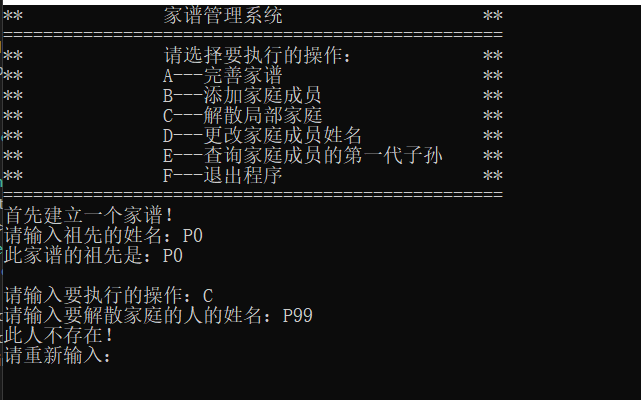 **              家谱管理系统                    **
==================================================
**              请选择要执行的操作:             **
**              A---完善家谱                    **
**              B---添加家庭成员                **
**              C---解散局部家庭                **
**              D---更改家庭成员姓名            **
**              E---查询家庭成员的第一代子孙    **
**              F---退出程序                    **
==================================================
首先建立一个家谱!
请输入祖先的姓名: P0
此家谱的祖先是: P0
请输入要执行的操作: C
请输入要解散家庭的人的姓名: P99
此人不存在!
请重新输入: